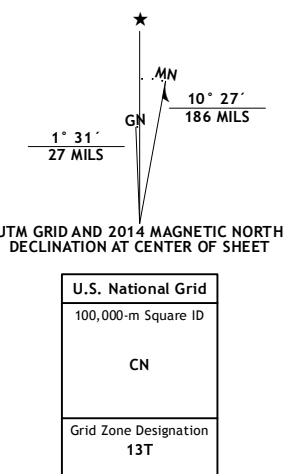 ★
MN
GN
10° 27´
186 MILS
1° 31´
27 MILS
UTM GRID AND 2014 MAGNETIC NORTH
DECLINATION AT CENTER OF SHEET
U.S. National Grid
100,000-m Square ID
CN
Grid Zone Designation
13T